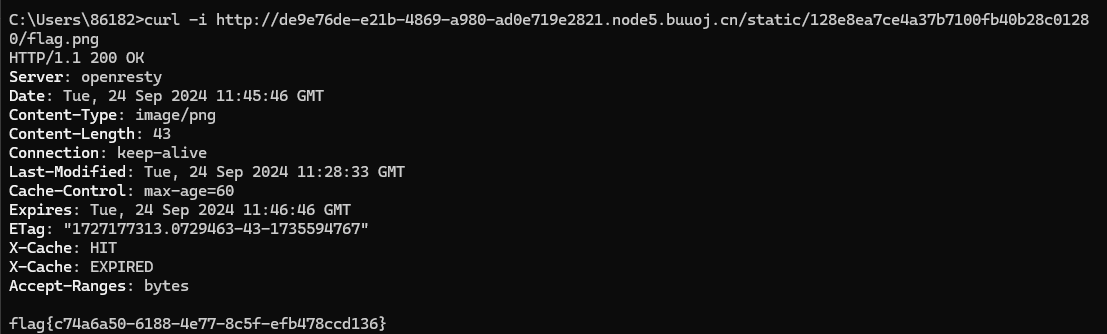 C:\Users\86182>curl -i http://de9e76de-e21b-4869-a980-ad0e719e2821.node5.buuoj.cn/static/128e8ea7ce4a37b7100fb40b28c0128
0/flag.png
HTTP/1.1 200 OK
Server: openresty
Date: Tue, 24 Sep 2024 11:45:46 GMT
Content-Type: image/png
Content-Length: 43
Connection: keep-alive
Last-Modified: Tue, 24 Sep 2024 11:28:33 GMT
Cache-Control: max-age=60
Expires: Tue, 24 Sep 2024 11:46:46 GMT
ETag: "1727177313.0729463-43-1735594767"
X-Cache: HIT
X-Cache: EXPIRED
Accept-Ranges: bytes
flag{c74a6a50-6188-4e77-8c5f-efb478ccd136}